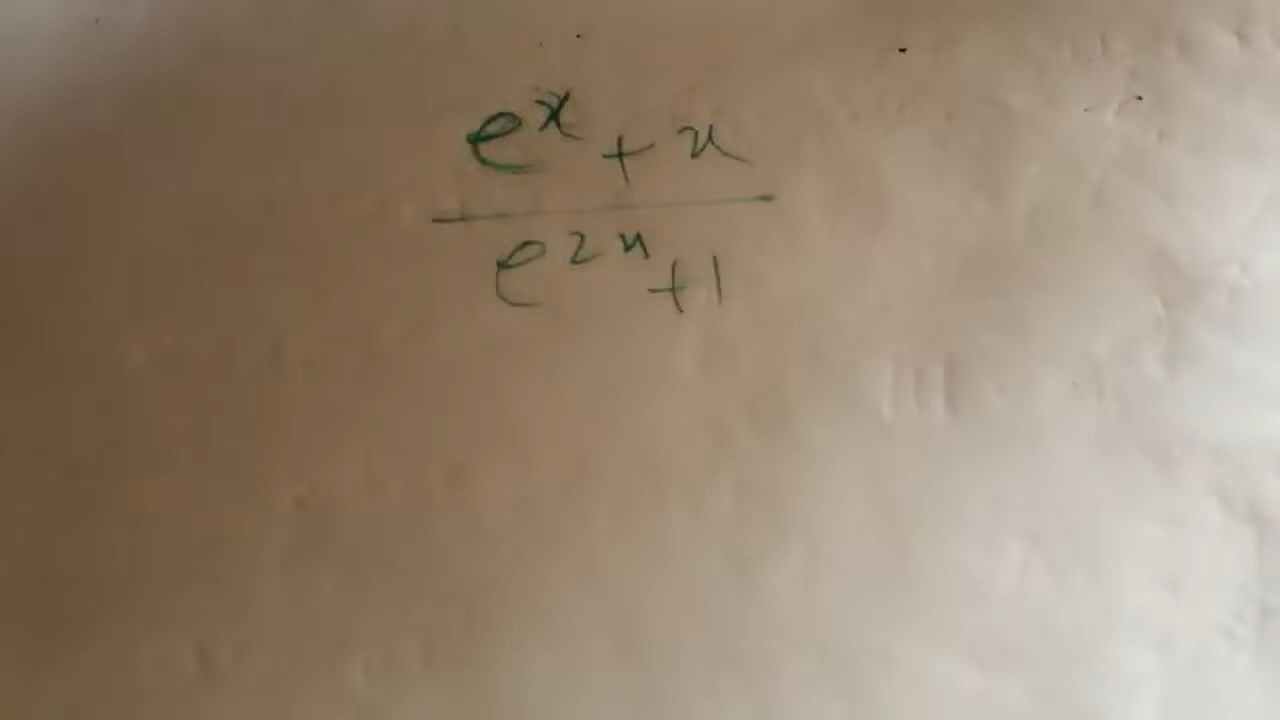 e^x + x
e^2x + 1